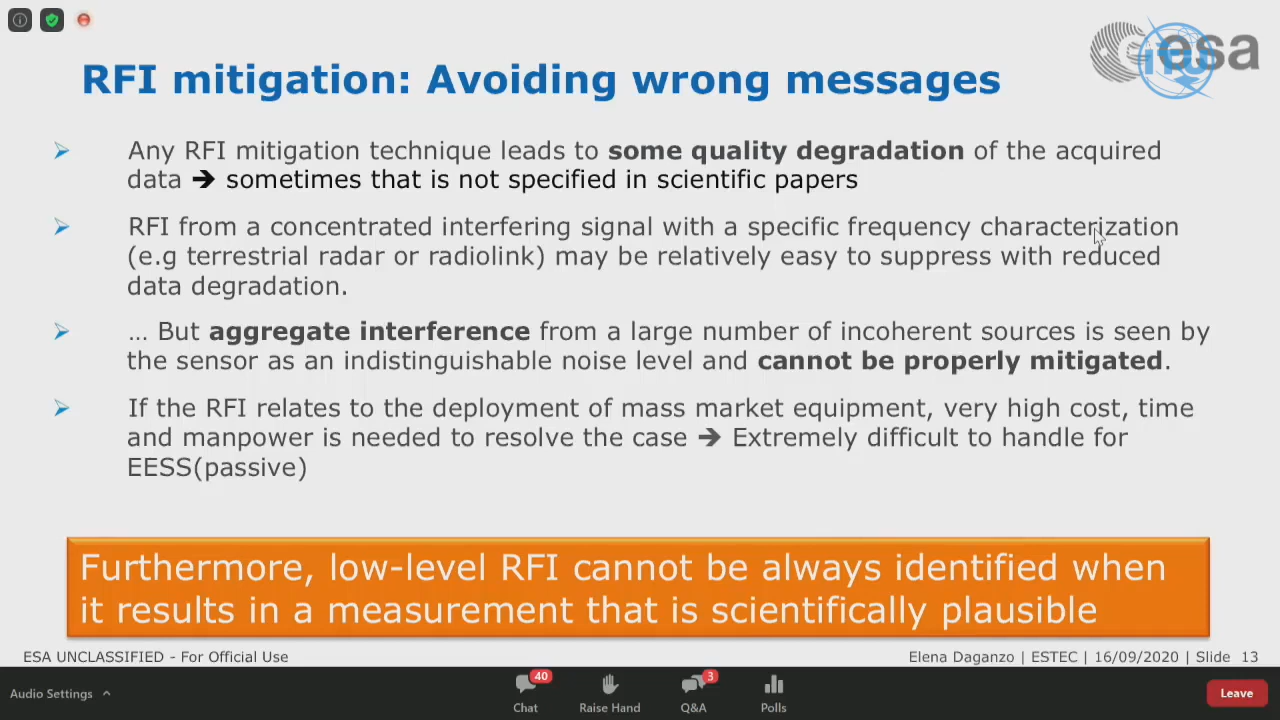 esa
ITU
RFI mitigation: Avoiding wrong messages
Any RFI mitigation technique leads to some quality degradation of the acquired
data ➔ sometimes that is not specified in scientific papers
RFI from a concentrated interfering signal with a specific frequency characterization
(e.g terrestrial radar or radiolink) may be relatively easy to suppress with reduced
data degradation.
... But aggregate interference from a large number of incoherent sources is seen by
the sensor as an indistinguishable noise level and cannot be properly mitigated.
If the RFI relates to the deployment of mass market equipment, very high cost, time
and manpower is needed to resolve the case ➔ Extremely difficult to handle for
EESS(passive)
Furthermore, low-level RFI cannot be always identified when
it results in a measurement that is scientifically plausible
ESA UNCLASSIFIED - For Official Use
Elena Daganzo | ESTEC | 16/09/2020 | Slide 13
40
3
Audio Settings
Chat
Raise Hand
Q&A
Polls
Leave